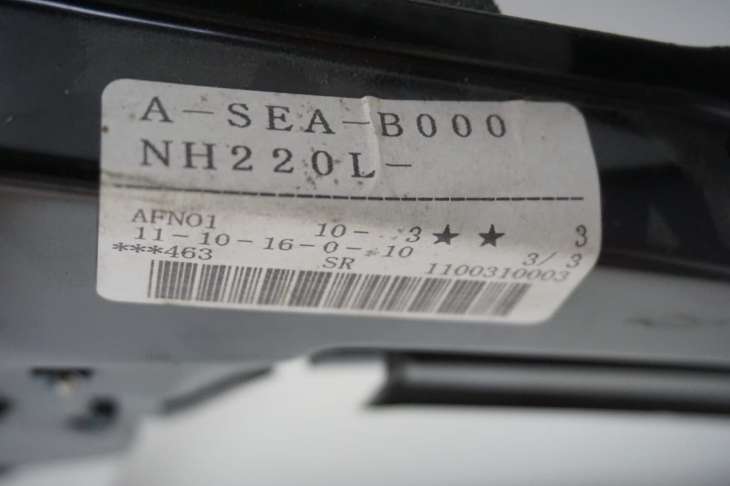 A-SEA-B000
NH220L-
AFN01 10- 3★ ★ 3
11-10-16-0- 10 3/ 3
***463 SR 1100310003